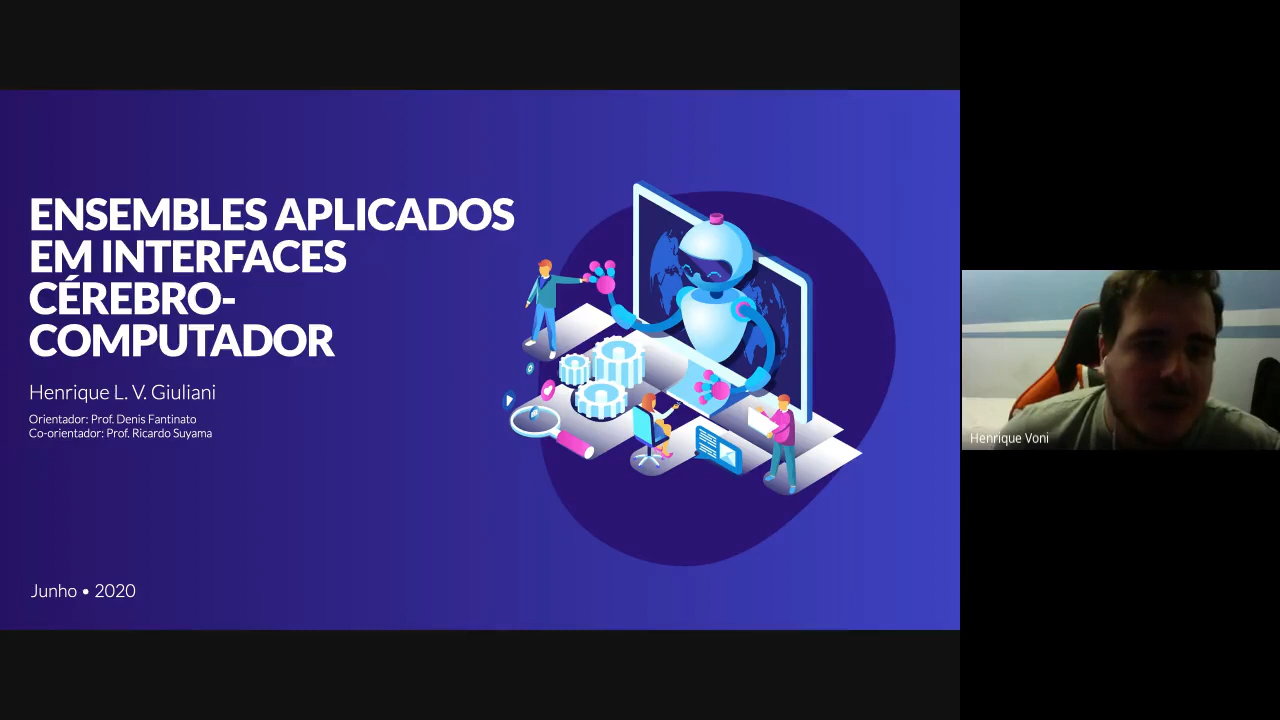 ENSEMBLES APLICADOS
EM INTERFACES
CÉREBRO-
COMPUTADOR
Henrique L. V. Giuliani
Orientador: Prof. Denis Fantinato
Co-orientador: Prof. Ricardo Suyama
Junho • 2020
Henrique Voni